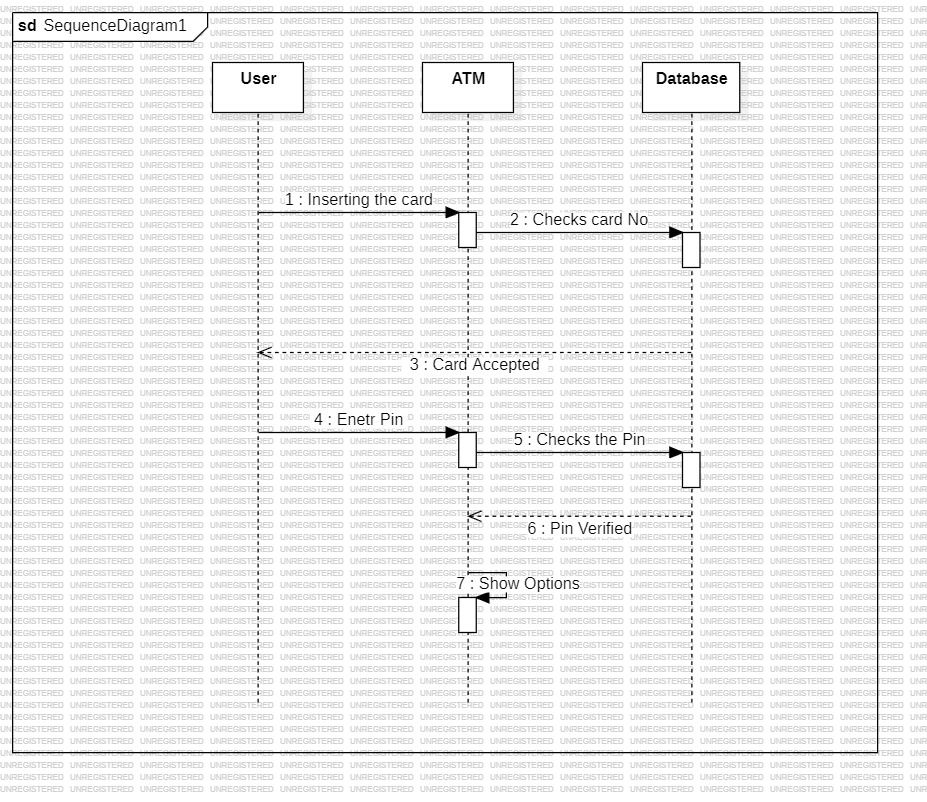 sd SequenceDiagram1
User
ATM
Database
1 : Inserting the card
2 : Checks card No
3 : Card Accepted
4 : Enetr Pin
5 : Checks the Pin
6 : Pin Verified
7 : Show Options
UNREGISTERED